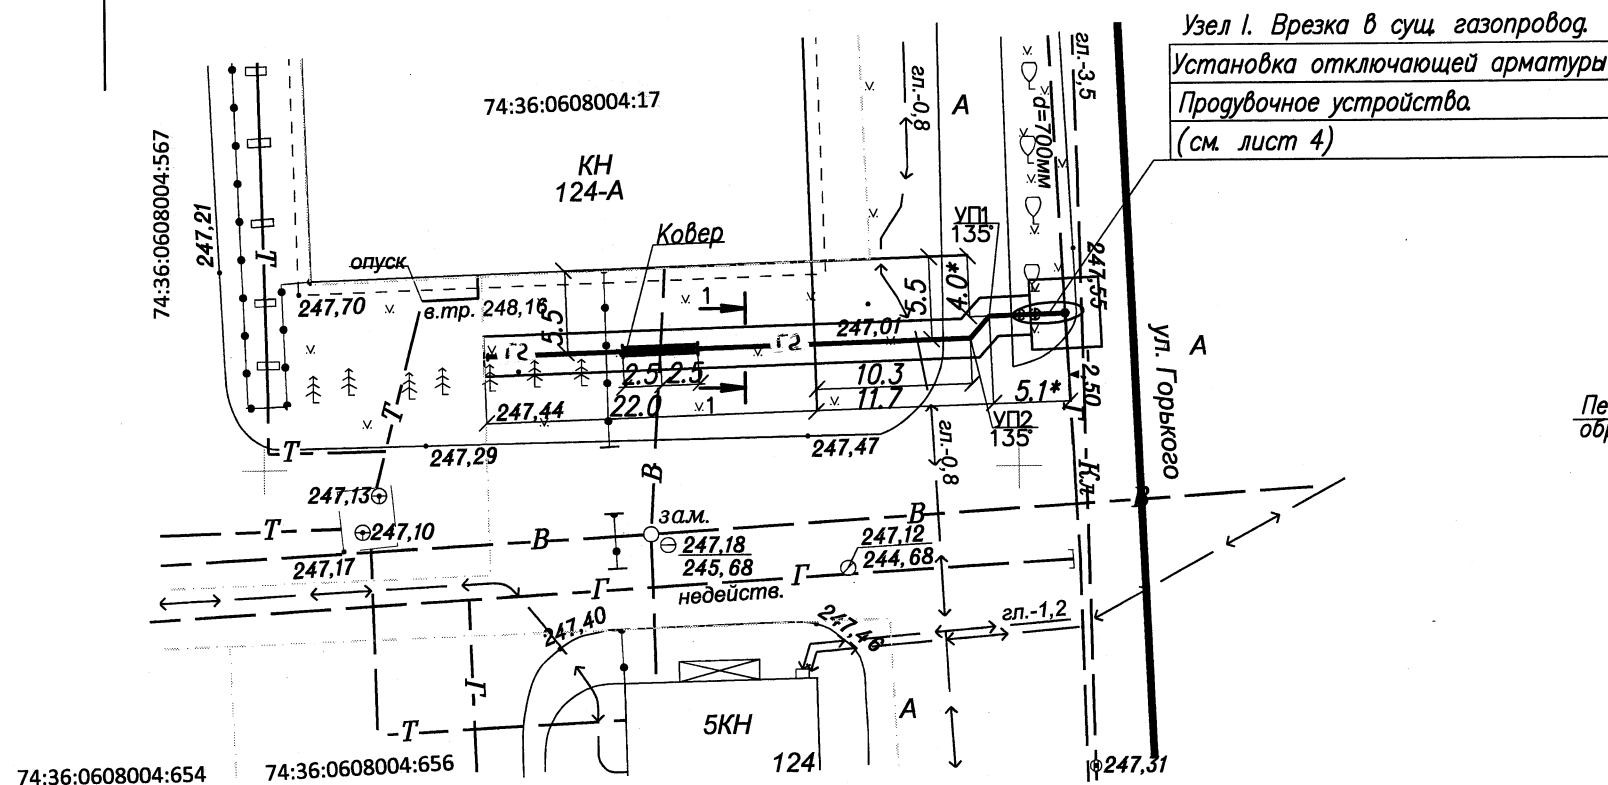 Узел I. Врезка в сущ. газопровод.
Установка отключающей арматуры
Продувочное устройство.
(см. лист 4)
гл.-3,5
d=700мм
гл.-0,8
А
74:36:0608004:17
КН
124-А
74:36:0608004:567
247,21
Т
УП1
135°
Ковер
опуск
247,70
в.тр. 248,16
5.5
1
5.5
4.0*
247,55
247,01
Г2
Г2
2.5
2.5
10.3
5.1*
22.0
11.7
1
247,44
УП2
135°
-2,50
Г
ул. Горького
А
Пе
обр
Т
Т
247,29
247,47
гл.-0,8
Кл
В
247,13
247,10
Т
В
зам.
В
В
247,18
245,68
247,12
244,68
247,17
недейств.
Г
Г
247,40
247,4
гл.-1,2
Г
Т
5КН
124
А
247,31
74:36:0608004:654
74:36:0608004:656